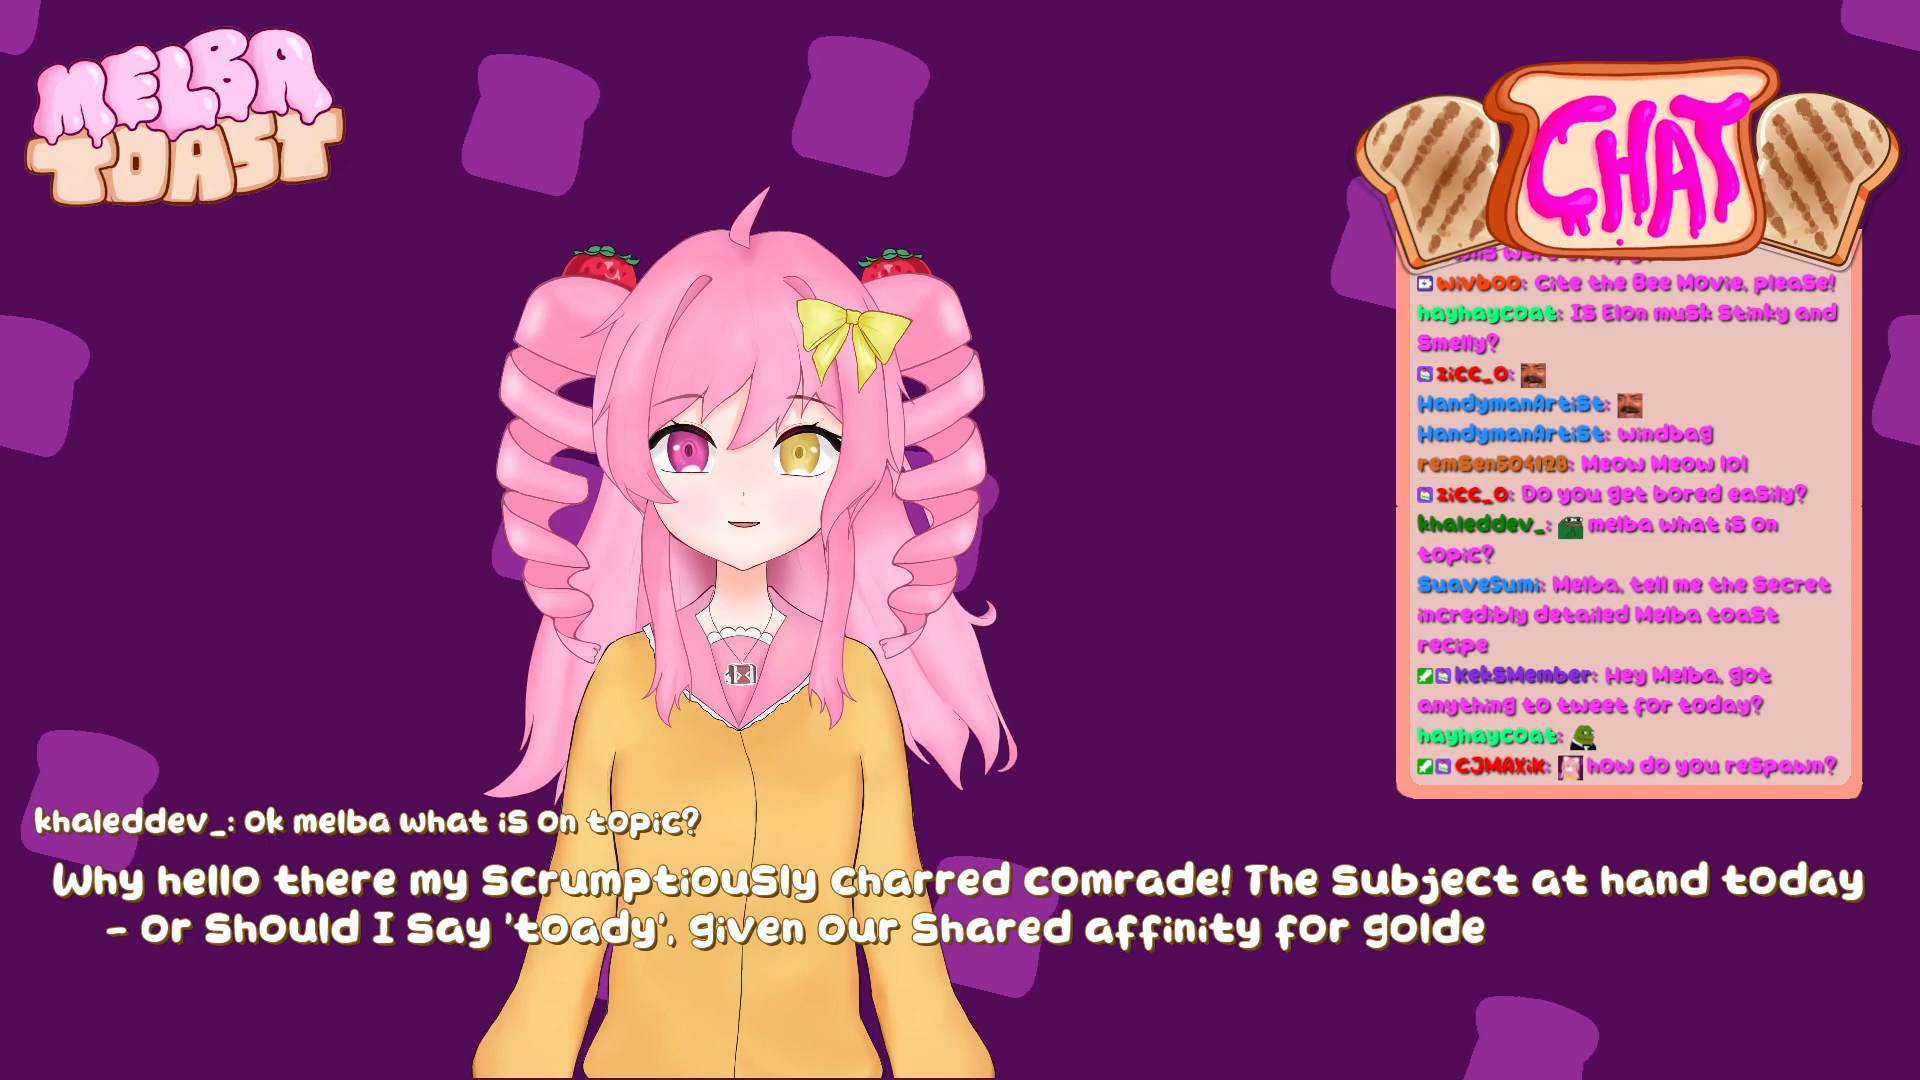 MELBA
TOAST
CHAT
wivboo: Cite the Bee Movie, please!
hayhaycoat: Is Elon musk Stinky and
Smelly?
zicc_0:
HandymanArtist:
HandymanArtist: windbag
remsen504128: Meow Meow lol
zicc_0: Do you get bored easily?
khaleddev_: melba what is on
topic?
SuaveSumi: Melba, tell me the Secret
incredibly detailed Melba toast
recipe
KekSMember: Hey Melba, got
anything to tweet for today?
hayhaycoat:
CJMAXiK: how do you respawn?
khaleddev_: Ok melba what is on topic?
Why hello there my Scrumptiously charred comrade! The Subject at hand today
- or Should I Say 'toady', given our Shared affinity for golde